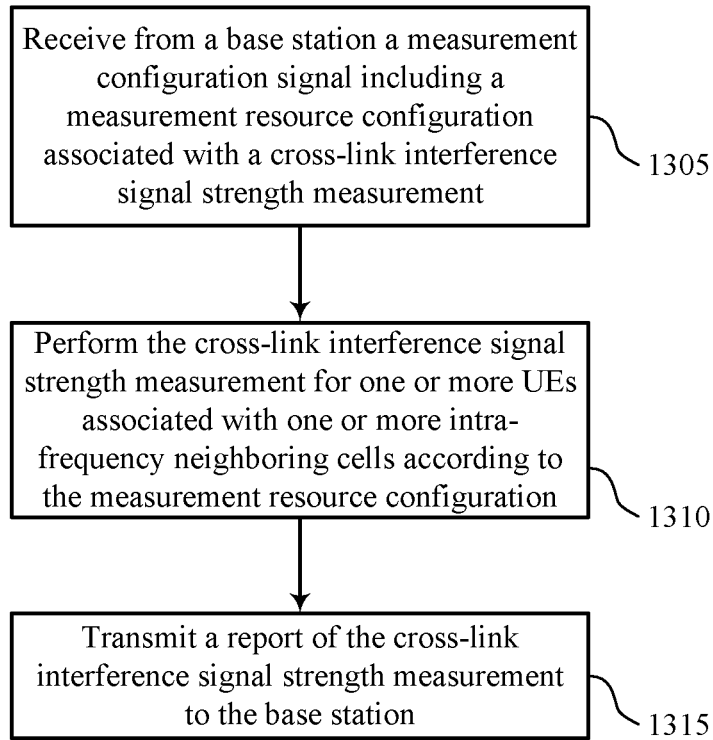 Receive from a base station a measurement
configuration signal including a
measurement resource configuration
associated with a cross-link interference
signal strength measurement
1305
Perform the cross-link interference signal
strength measurement for one or more UEs
associated with one or more intra-
frequency neighboring cells according to
the measurement resource configuration
1310
Transmit a report of the cross-link
interference signal strength measurement
to the base station
1315